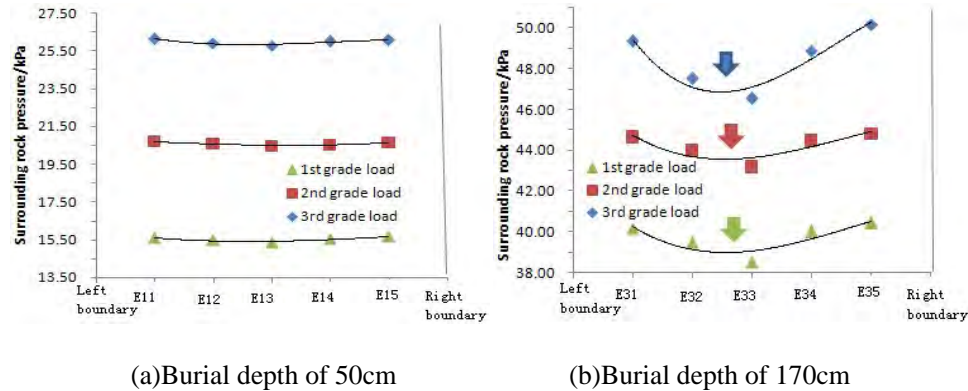 27.50
25.50
23.50
21.50
19.50
17.50
15.50
13.50
Surrounding rock pressure/kPa
1st grade load
2nd grade load
3rd grade load
Left boundary
E11
E12
E13
E14
E15
Right boundary
(a)Burial depth of 50cm
50.00
48.00
46.00
44.00
42.00
40.00
38.00
Surrounding rock pressure/kPa
1st grade load
2nd grade load
3rd grade load
Left boundary
E31
E32
E33
E34
E35
Right boundary
(b)Burial depth of 170cm